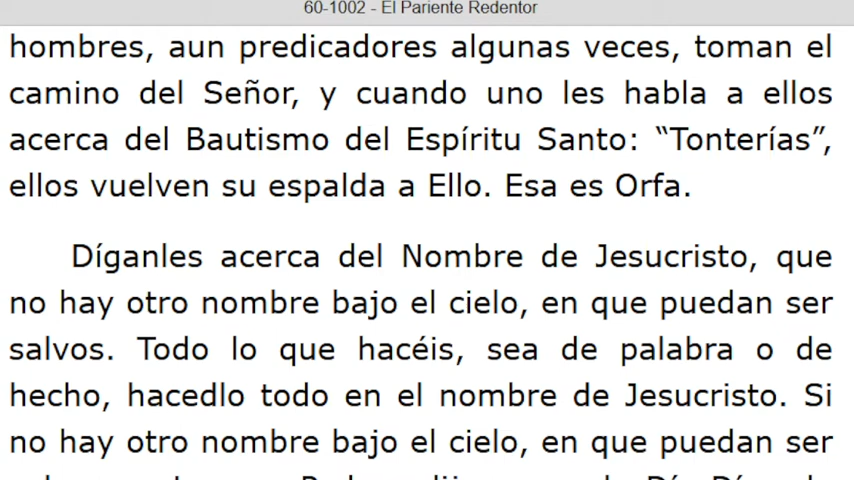 60-1002 - El Pariente Redentor
hombres, aun predicadores algunas veces, toman el
camino del Señor, y cuando uno les habla a ellos
acerca del Bautismo del Espíritu Santo: “Tonterías”,
ellos vuelven su espalda a Ello. Esa es Orfa.
Díganles acerca del Nombre de Jesucristo, que
no hay otro nombre bajo el cielo, en que puedan ser
salvos. Todo lo que hacéis, sea de palabra o de
hecho, hacedlo todo en el nombre de Jesucristo. Si
no hay otro nombre bajo el cielo, en que puedan ser